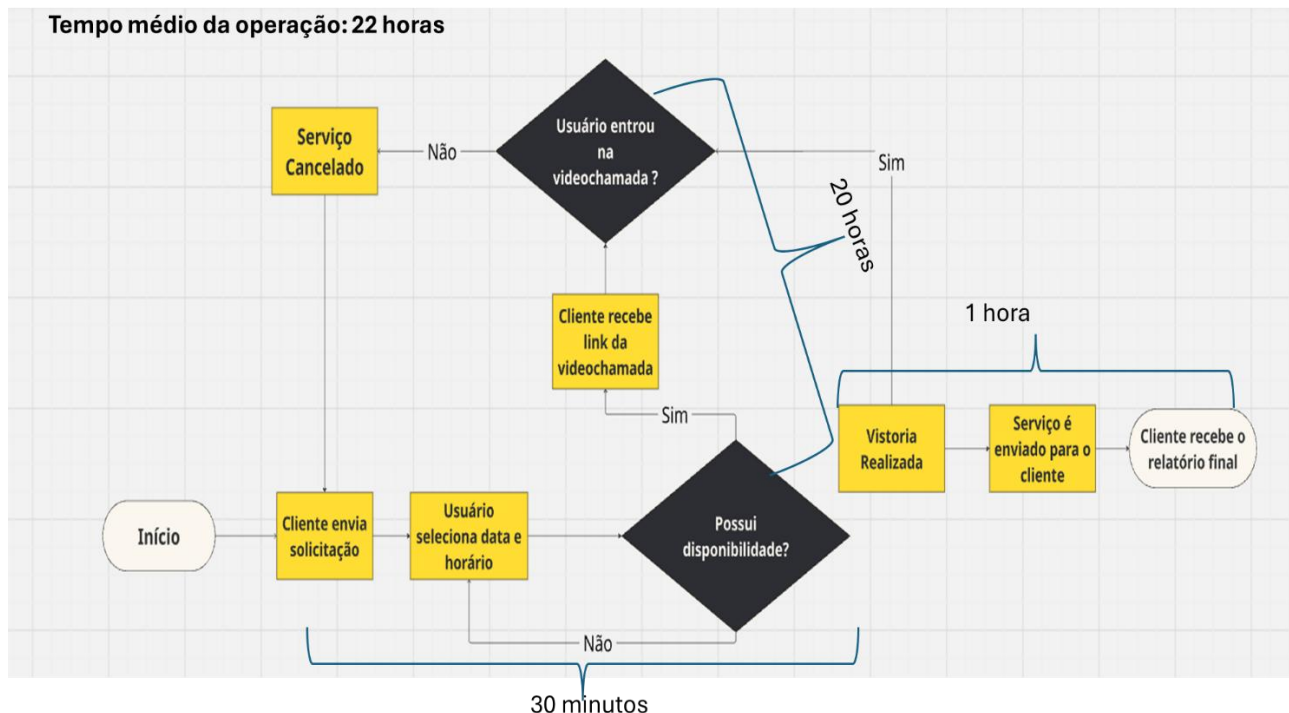 Tempo médio da operação: 22 horas
Serviço
Cancelado
Não
Usuário entrou
na
videochamada ?
Sim
20 horas
Cliente recebe
link da
videochamada
1 hora
Sim
Vistoria
Realizada
Serviço é
enviado para o
cliente
Cliente recebe o
relatório final
Início
Cliente envia
solicitação
Usuário
seleciona data e
horário
Possui
disponibilidade?
Não
30 minutos